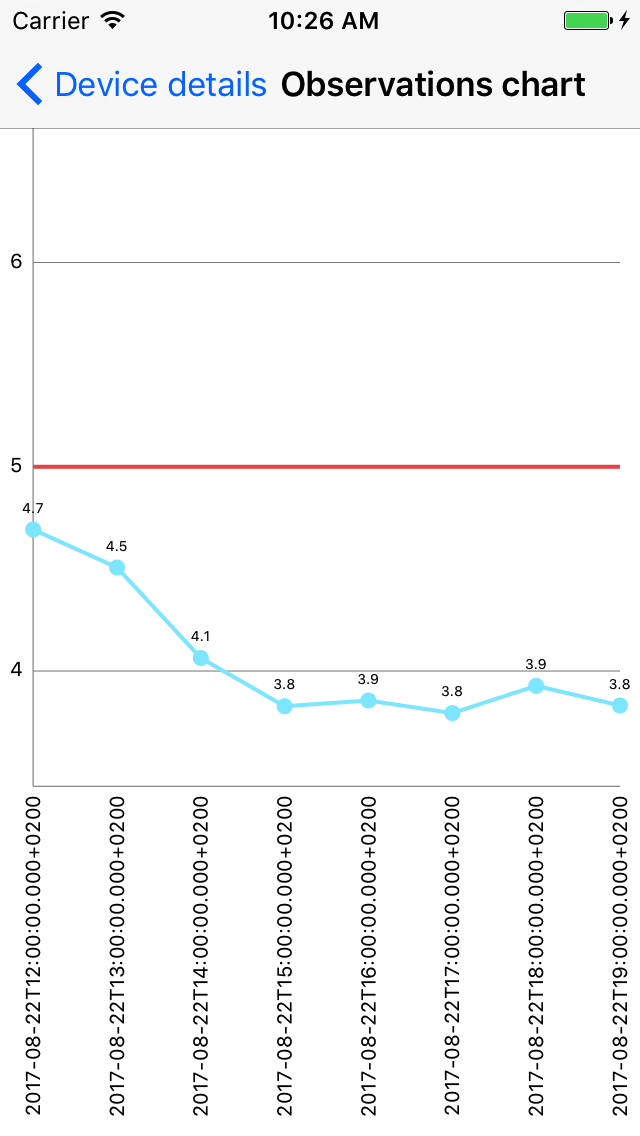 Carrier 10:26 AM
Device details Observations chart
6
5
4.7
4.5
4.1
4
3.8
3.9
3.8
3.9
3.8
2017-08-22T12:00:00.000+0200
2017-08-22T13:00:00.000+0200
2017-08-22T14:00:00.000+0200
2017-08-22T15:00:00.000+0200
2017-08-22T16:00:00.000+0200
2017-08-22T17:00:00.000+0200
2017-08-22T18:00:00.000+0200
2017-08-22T19:00:00.000+0200